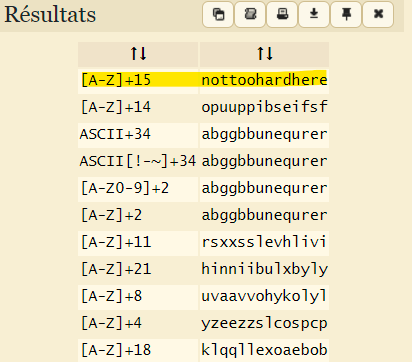 Résultats
↑↓ ↑↓
[A-Z]+15 nottoohardhere
[A-Z]+14 opuuppibseifsf
ASCII+34 abggbbunequrer
ASCII[!-~]+34 abggbbunequrer
[A-Z0-9]+2 abggbbunequrer
[A-Z]+2 abggbbunequrer
[A-Z]+11 rsxxsslevhlivi
[A-Z]+21 hinniibulxbyly
[A-Z]+8 uvaavvohykolyl
[A-Z]+4 yzeezzslcospcp
[A-Z]+18 klqqllexoaebob